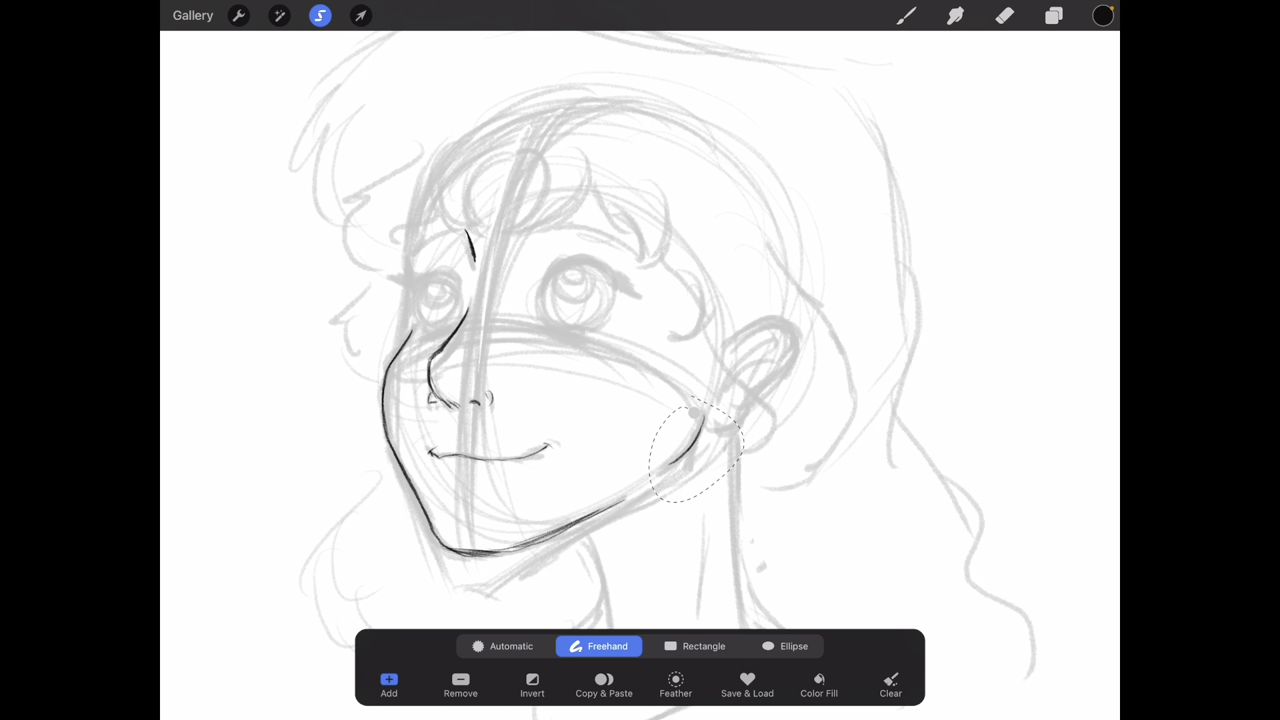 Gallery
Automatic Freehand Rectangle Ellipse
Add Remove Invert Copy & Paste Feather Save & Load Color Fill Clear